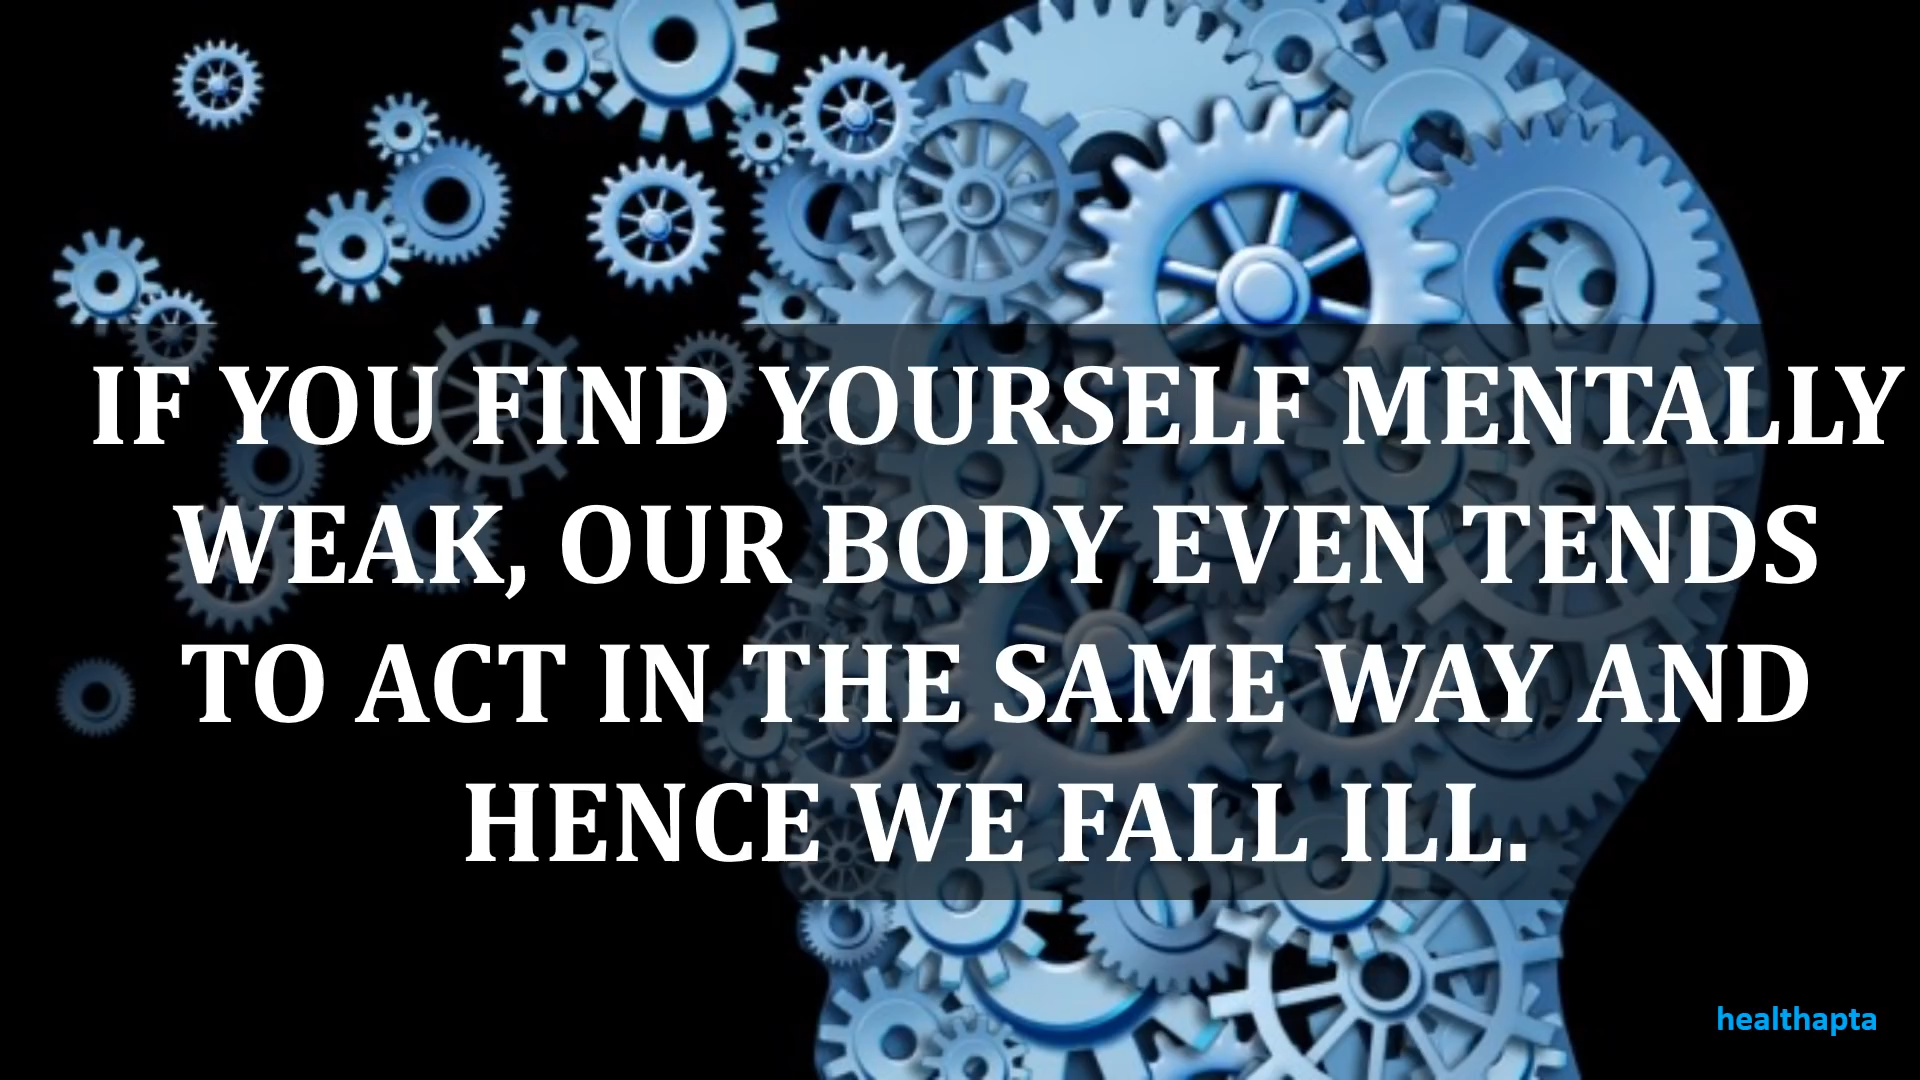 IF YOU FIND YOURSELF MENTALLY
WEAK, OUR BODY EVEN TENDS
TO ACT IN THE SAME WAY AND
HENCE WE FALL ILL.
healthapta